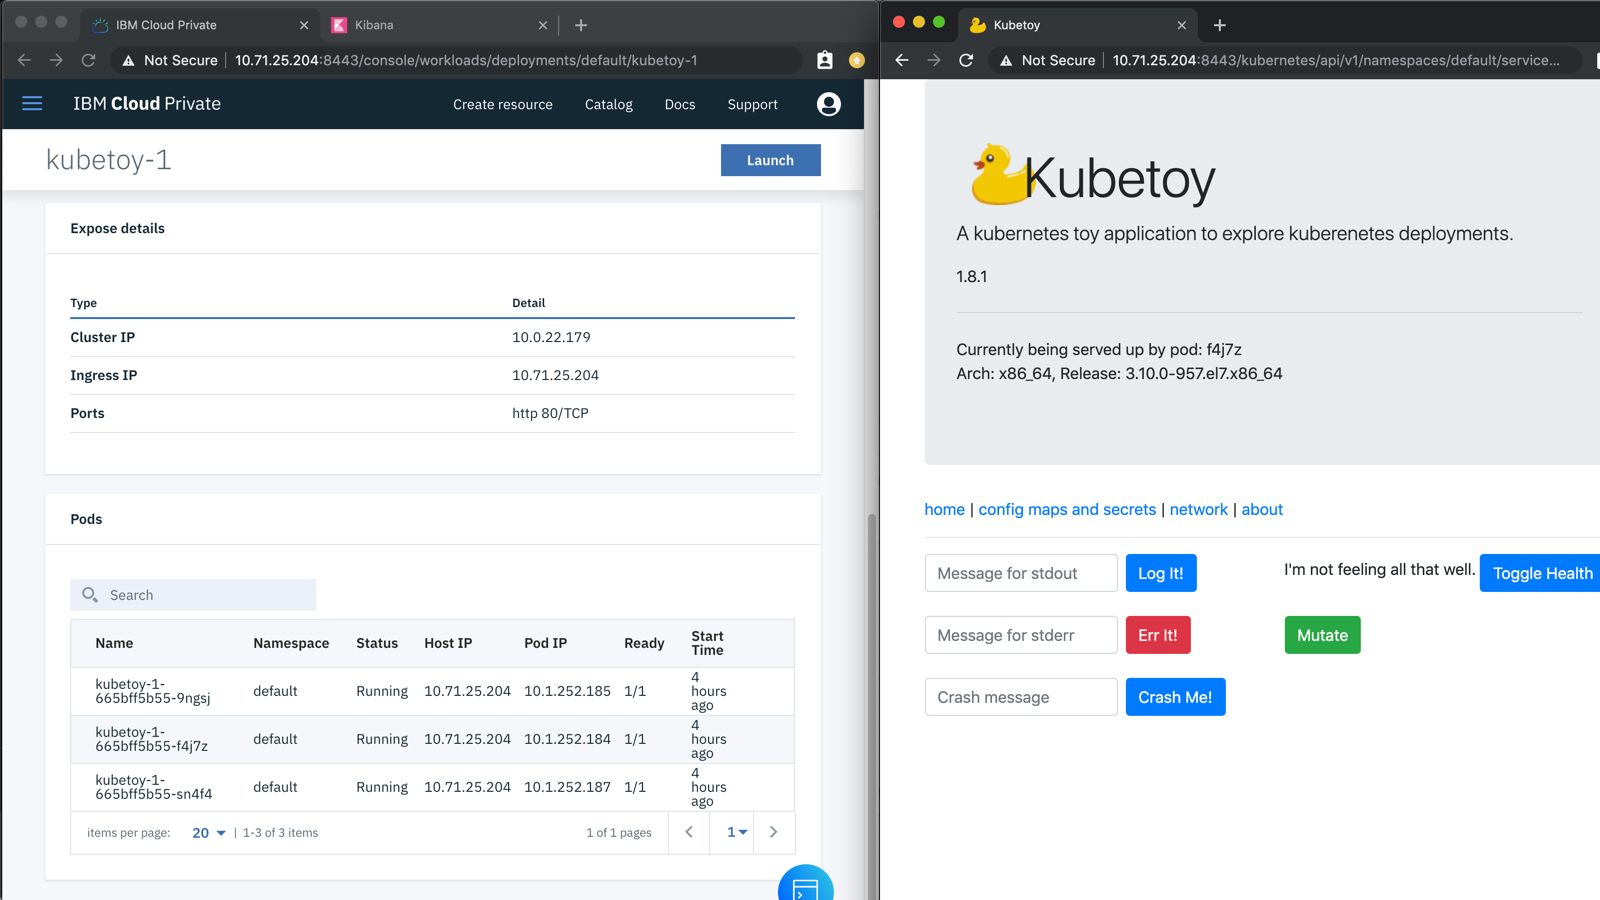 IBM Cloud Private
Kibana
Not Secure
10.71.25.204:8443/console/workloads/deployments/default/kubetoy-1
IBM Cloud Private
Create resource
Catalog
Docs
Support
kubetoy-1
Launch
Expose details
Type
Detail
Cluster IP
10.0.22.179
Ingress IP
10.71.25.204
Ports
http 80/TCP
Pods
Search
Name
Namespace
Status
Host IP
Pod IP
Ready
Start
Time
kubetoy-1-
665bff5b55-9ngsj
default
Running
10.71.25.204
10.1.252.185
1/1
4
hours
ago
kubetoy-1-
665bff5b55-f4j7z
default
Running
10.71.25.204
10.1.252.184
1/1
4
hours
ago
kubetoy-1-
665bff5b55-sn4f4
default
Running
10.71.25.204
10.1.252.187
1/1
4
hours
ago
items per page:
20
| 1-3 of 3 items
1 of 1 pages
1
Kubetoy
Not Secure
10.71.25.204:8443/kubernetes/api/v1/namespaces/default/service...
Kubetoy
A kubernetes toy application to explore kuberenetes deployments.
1.8.1
Currently being served up by pod: f4j7z
Arch: x86_64, Release: 3.10.0-957.el7.x86_64
home | config maps and secrets | network | about
Message for stdout
Log It!
I'm not feeling all that well.
Toggle Health
Message for stderr
Err It!
Mutate
Crash message
Crash Me!